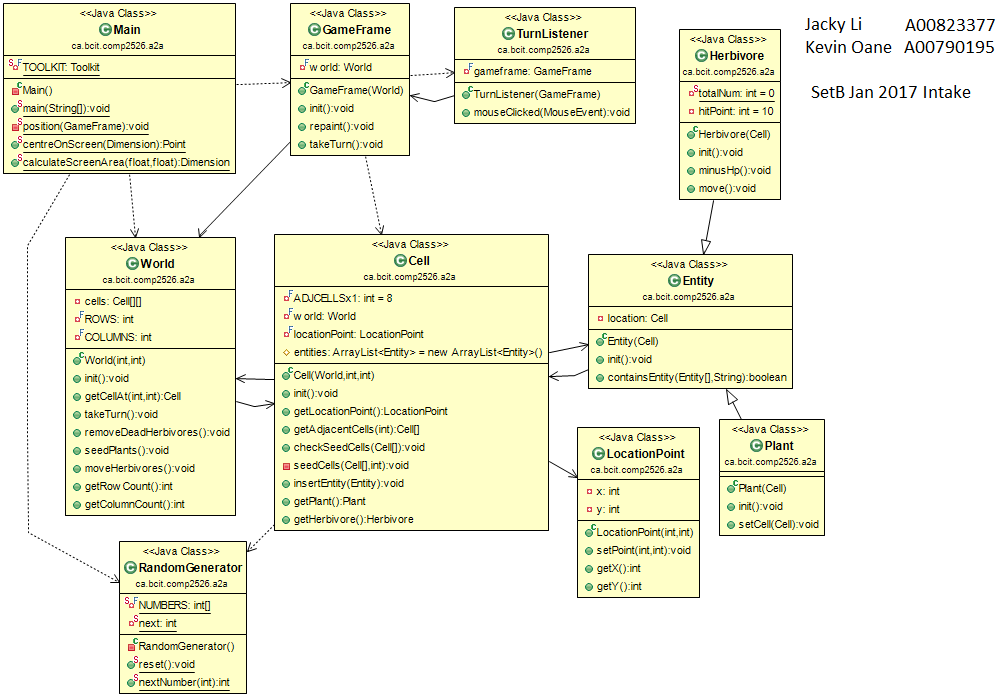 <<Java Class>>
Main
ca.bcit.comp2526.a2a
TOOLKIT: Toolkit
Main()
main(String[]):void
position(GameFrame):void
centreOnScreen(Dimension):Point
calculateScreenArea(float,float):Dimension
<<Java Class>>
GameFrame
ca.bcit.comp2526.a2a
world: World
GameFrame(World)
init():void
repaint():void
takeTurn():void
<<Java Class>>
TurnListener
ca.bcit.comp2526.a2a
gameframe: GameFrame
TurnListener(GameFrame)
mouseClicked(MouseEvent):void
<<Java Class>>
Herbivore
ca.bcit.comp2526.a2a
totalNum: int = 0
hitPoint: int = 10
Herbivore(Cell)
init():void
minusHp():void
move():void
Jacky Li A00823377
Kevin Oane A00790195
SetB Jan 2017 Intake
<<Java Class>>
World
ca.bcit.comp2526.a2a
cells: Cell[][]
ROWS: int
COLUMNS: int
World(int,int)
init():void
getCellAt(int,int):Cell
takeTurn():void
removeDeadHerbivores():void
seedPlants():void
moveHerbivores():void
getRowCount():int
getColumnCount():int
<<Java Class>>
Cell
ca.bcit.comp2526.a2a
ADJCELLSx1: int = 8
world: World
locationPoint: LocationPoint
entities: ArrayList<Entity> = new ArrayList<Entity>()
Cell(World,int,int)
init():void
getLocationPoint():LocationPoint
getAdjacentCells(int):Cell[]
checkSeedCells(Cell[]):void
seedCells(Cell[],int):void
insertEntity(Entity):void
getPlant():Plant
getHerbivore():Herbivore
<<Java Class>>
Entity
ca.bcit.comp2526.a2a
location: Cell
Entity(Cell)
init():void
containsEntity(Entity[],String):boolean
<<Java Class>>
LocationPoint
ca.bcit.comp2526.a2a
x: int
y: int
LocationPoint(int,int)
setPoint(int,int):void
getX():int
getY():int
<<Java Class>>
Plant
ca.bcit.comp2526.a2a
Plant(Cell)
init():void
setCell(Cell):void
<<Java Class>>
RandomGenerator
ca.bcit.comp2526.a2a
NUMBERS: int[]
next: int
RandomGenerator()
reset():void
nextNumber(int):int